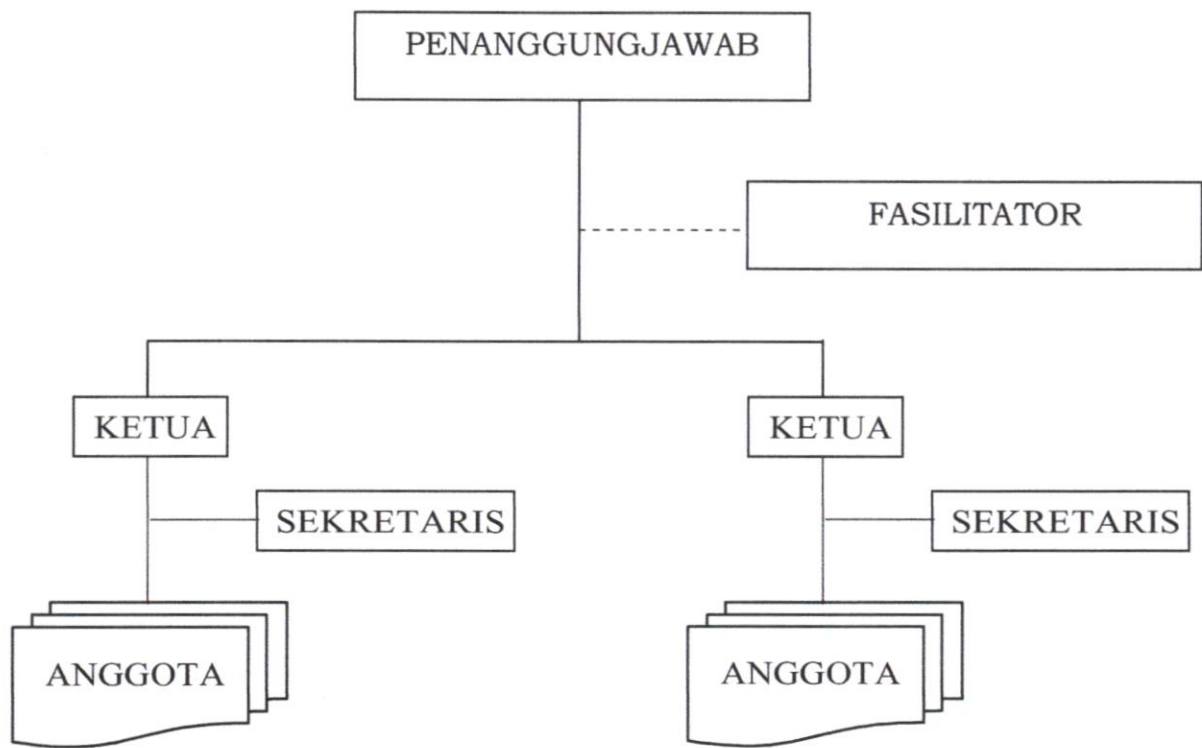 PENANGGUNGJAWAB
FASILITATOR
KETUA
KETUA
SEKRETARIS
SEKRETARIS
ANGGOTA
ANGGOTA